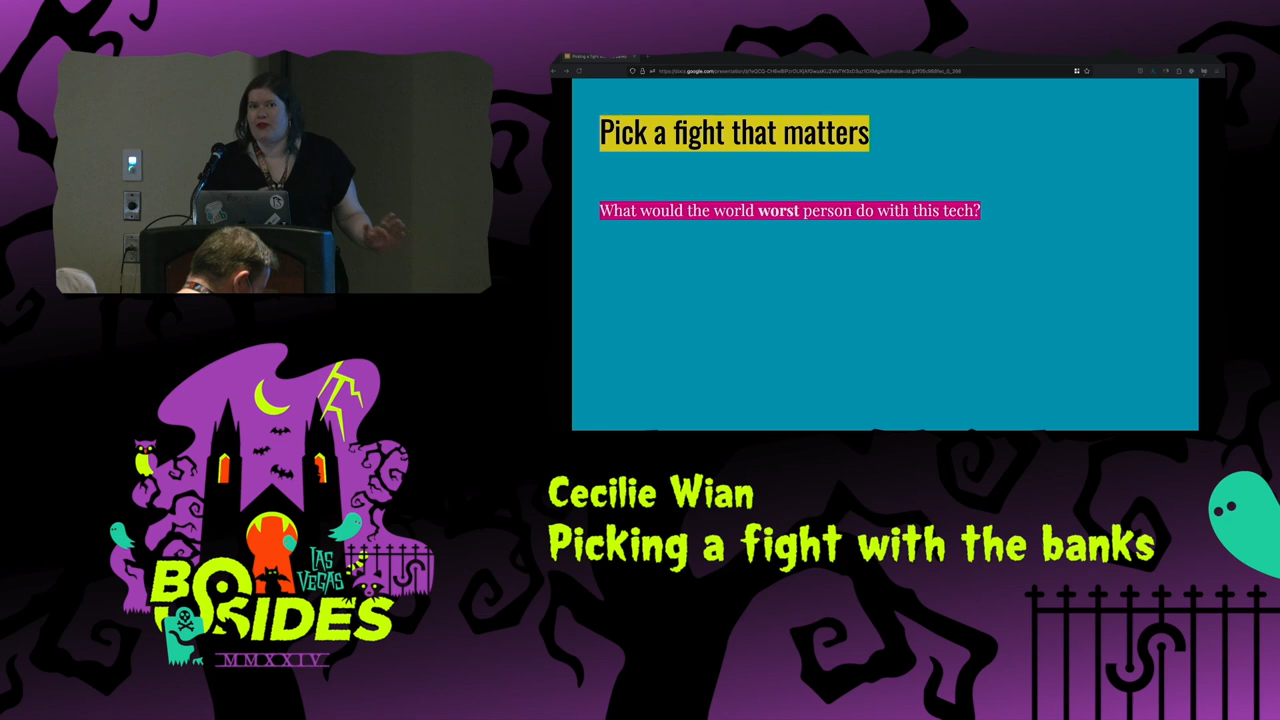 Pick a fight that matters
What would the world worst person do with this tech?
Cecilie Wian
Picking a fight with the banks
LAS
VEGAS
BSIDES
MMXXIV